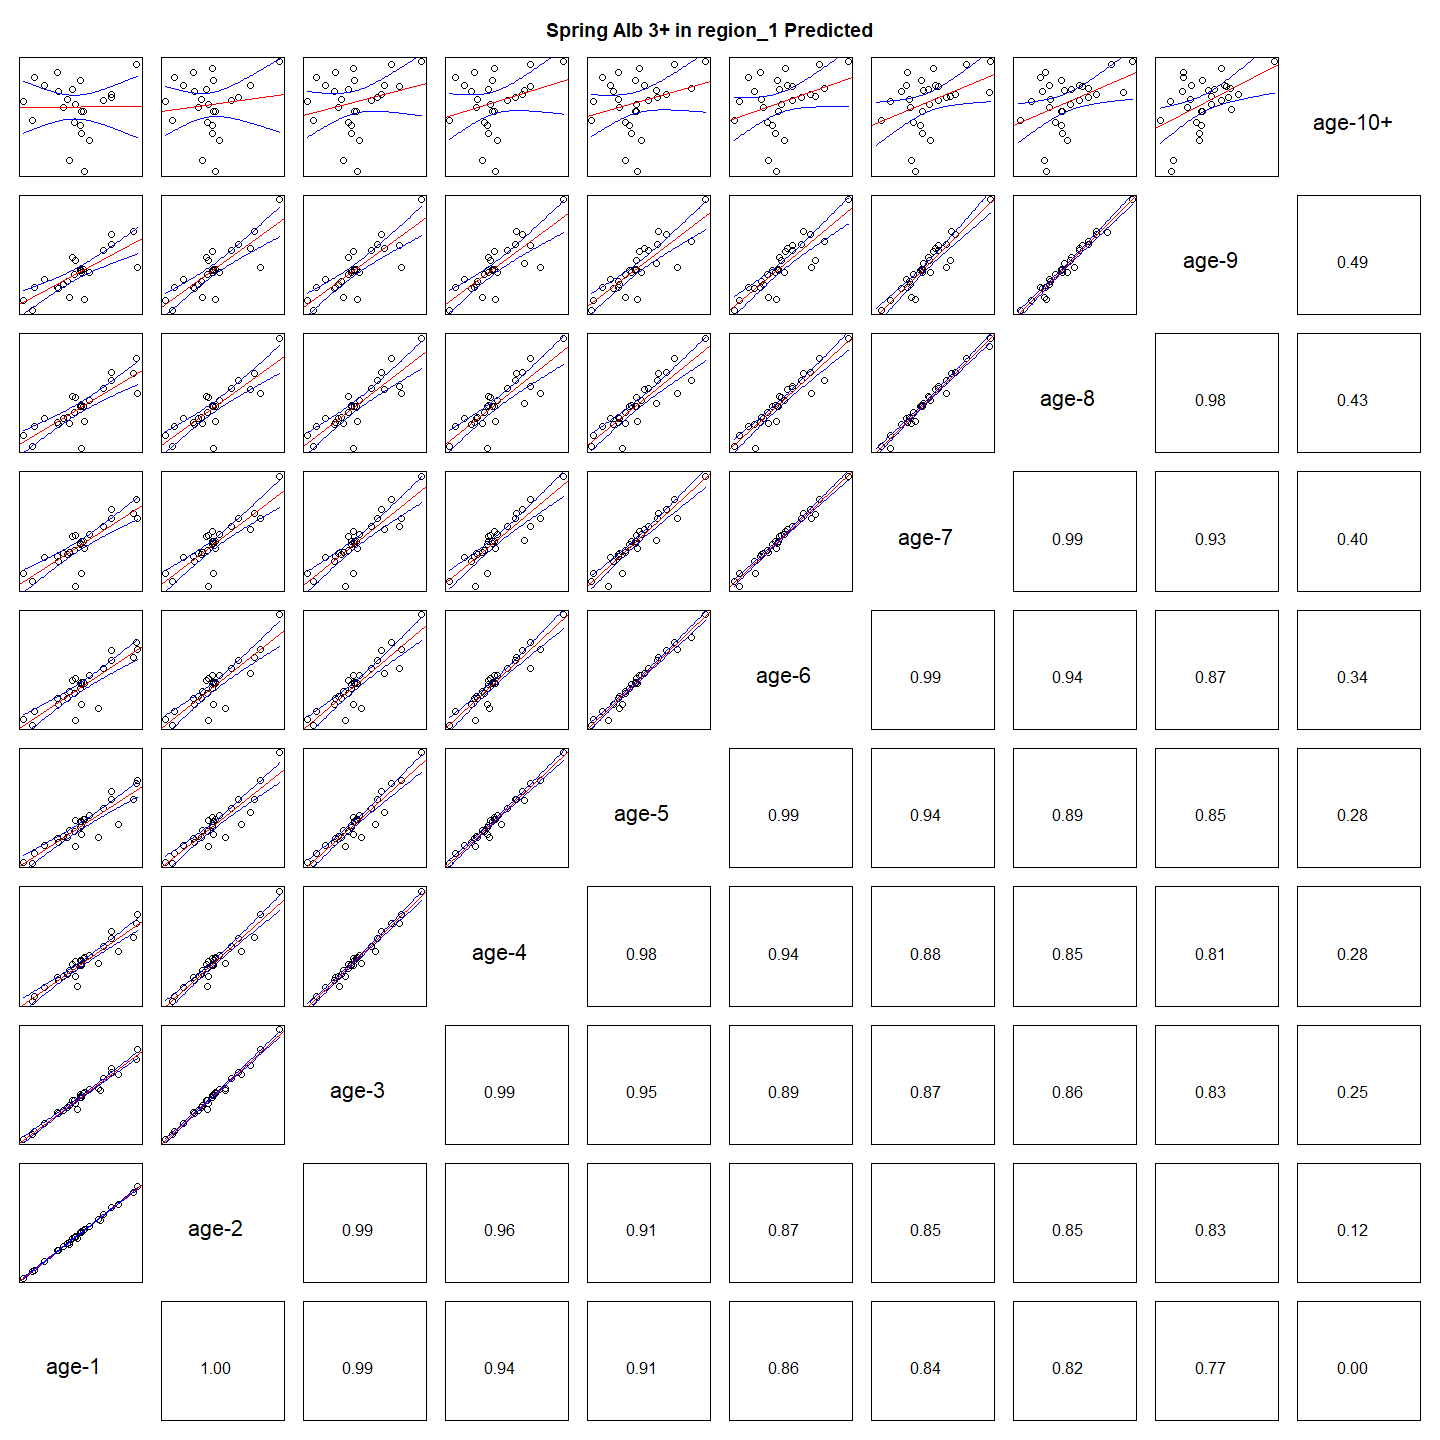 Spring Alb 3+ in region_1 Predicted
age-10+
age-9 0.49
age-8 0.98 0.43
age-7 0.99 0.93 0.40
age-6 0.99 0.94 0.87 0.34
age-5 0.99 0.94 0.89 0.85 0.28
age-4 0.98 0.94 0.88 0.85 0.81 0.28
age-3 0.99 0.95 0.89 0.87 0.86 0.83 0.25
age-2 0.99 0.96 0.91 0.87 0.85 0.85 0.83 0.12
age-1 1.00 0.99 0.94 0.91 0.86 0.84 0.82 0.77 0.00